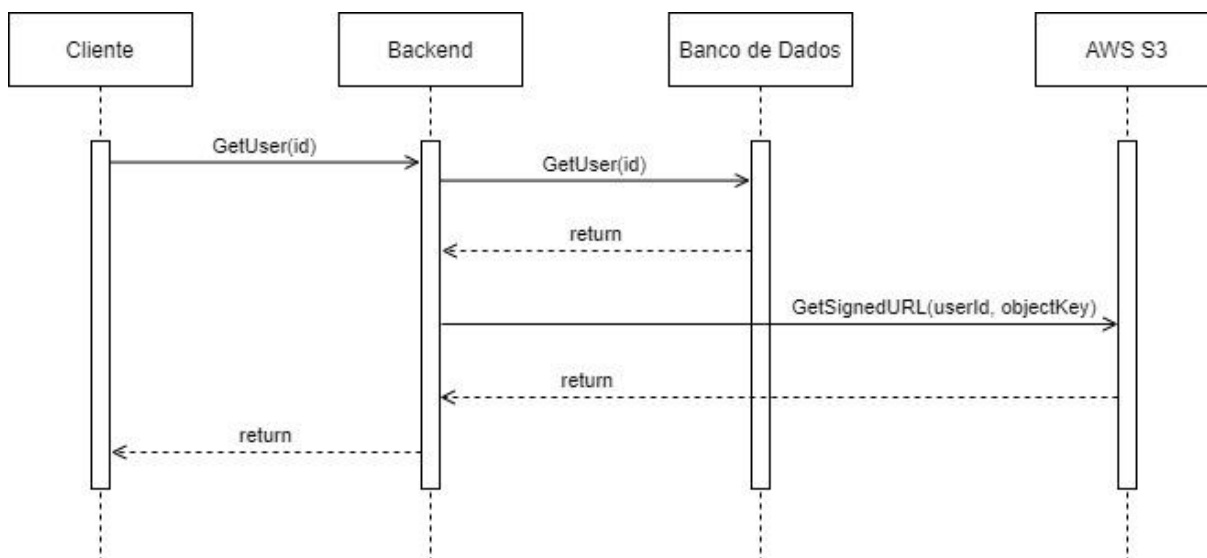 Cliente
Backend
Banco de Dados
AWS S3
GetUser(id)
GetUser(id)
return
GetSignedURL(userId, objectKey)
return
return